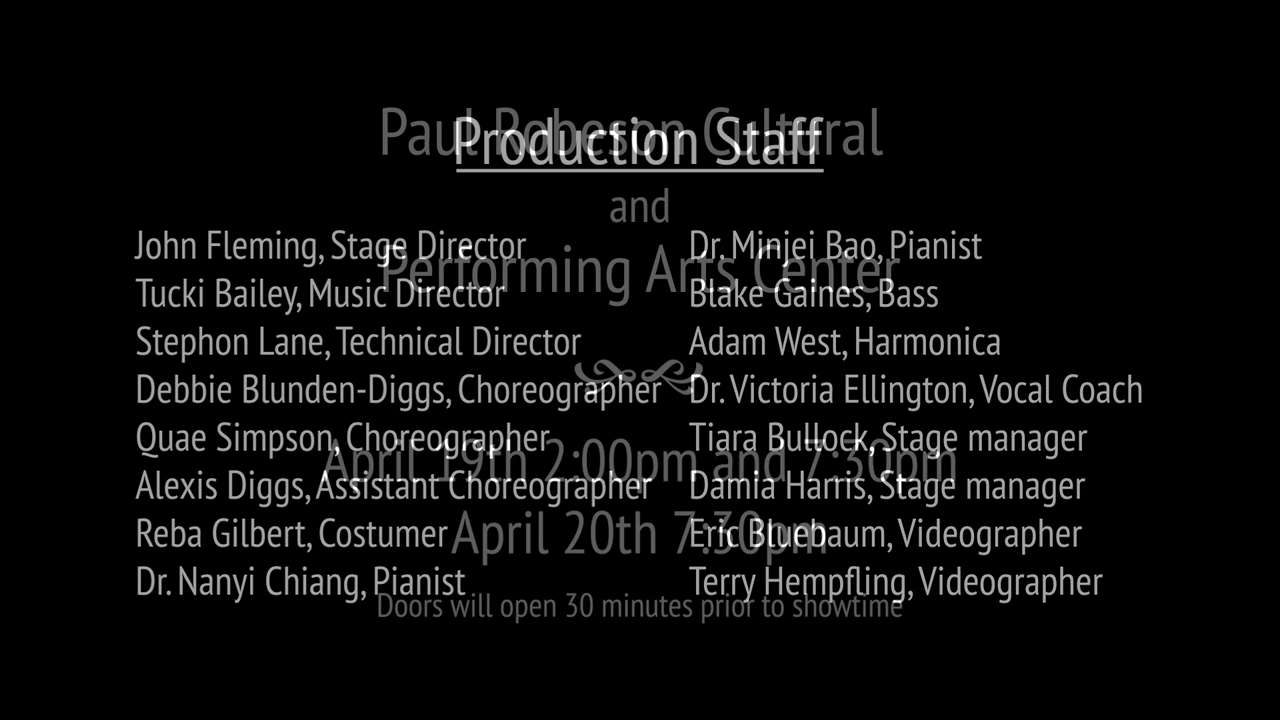 Production Staff
John Fleming, Stage Director
Tucki Bailey, Music Director
Stephon Lane, Technical Director
Debbie Blunden-Diggs, Choreographer
Quae Simpson, Choreographer
Alexis Diggs, Assistant Choreographer
Reba Gilbert, Costumer
Dr. Nanyi Chiang, Pianist
Dr. Minjei Bao, Pianist
Blake Gaines, Bass
Adam West, Harmonica
Dr. Victoria Ellington, Vocal Coach
Tiara Bullock, Stage manager
Damia Harris, Stage manager
Eric Bluebaum, Videographer
Terry Hempfling, Videographer
Paul Robeson Cultural
and
Performing Arts Center
April 19th 2:00pm and 7:30pm
April 20th 7:30pm
Doors will open 30 minutes prior to showtime